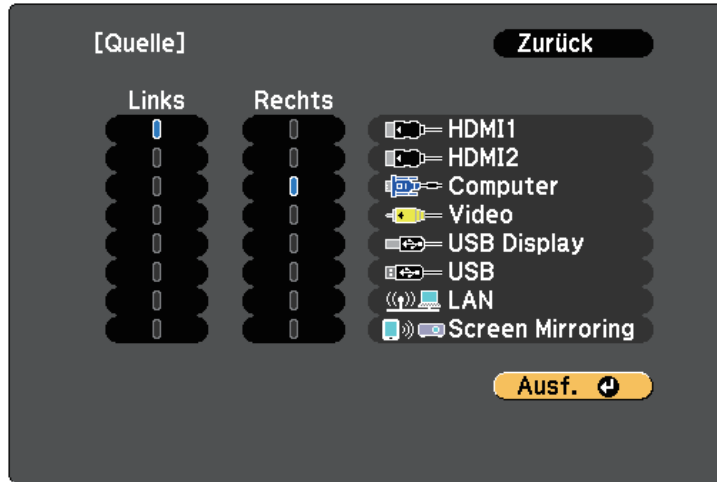 [Quelle] Zurück
Links Rechts
HDMI1
HDMI2
Computer
Video
USB Display
USB
LAN
Screen Mirroring
Ausf.